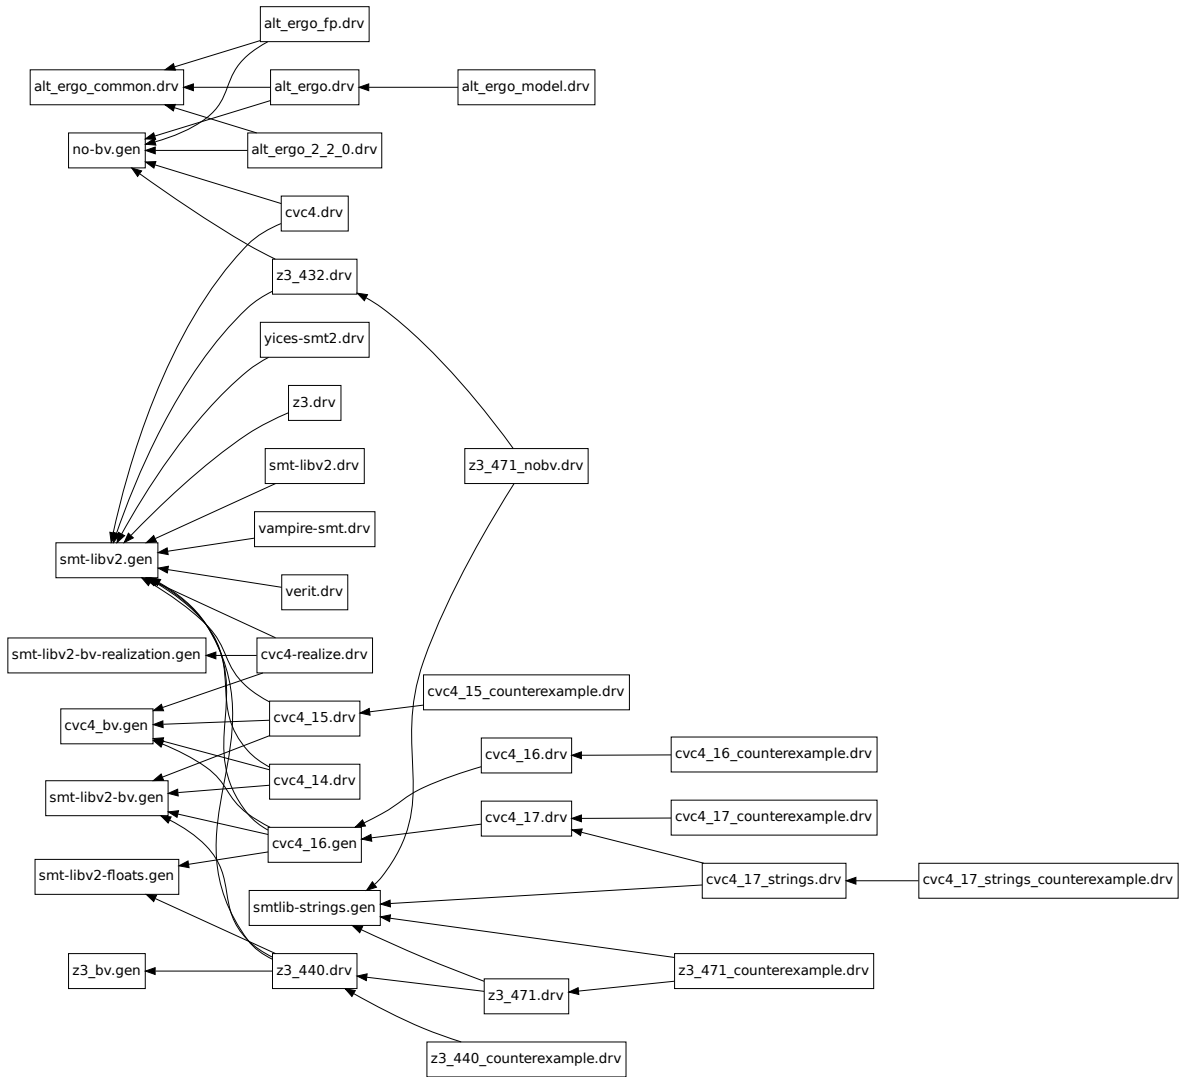 alt_ergo_fp.drv
alt_ergo_common.drv
alt_ergo.drv
alt_ergo_model.drv
no-bv.gen
alt_ergo_2_2_0.drv
cvc4.drv
z3_432.drv
yices-smt2.drv
z3.drv
smt-libv2.drv
z3_471_nobv.drv
vampire-smt.drv
smt-libv2.gen
verit.drv
smt-libv2-bv-realization.gen
cvc4-realize.drv
cvc4_15_counterexample.drv
cvc4_bv.gen
cvc4_15.drv
cvc4_16.drv
cvc4_16_counterexample.drv
smt-libv2-bv.gen
cvc4_14.drv
cvc4_17.drv
cvc4_17_counterexample.drv
cvc4_16.gen
smt-libv2-floats.gen
cvc4_17_strings.drv
cvc4_17_strings_counterexample.drv
smtlib-strings.gen
z3_bv.gen
z3_440.drv
z3_471_counterexample.drv
z3_471.drv
z3_440_counterexample.drv